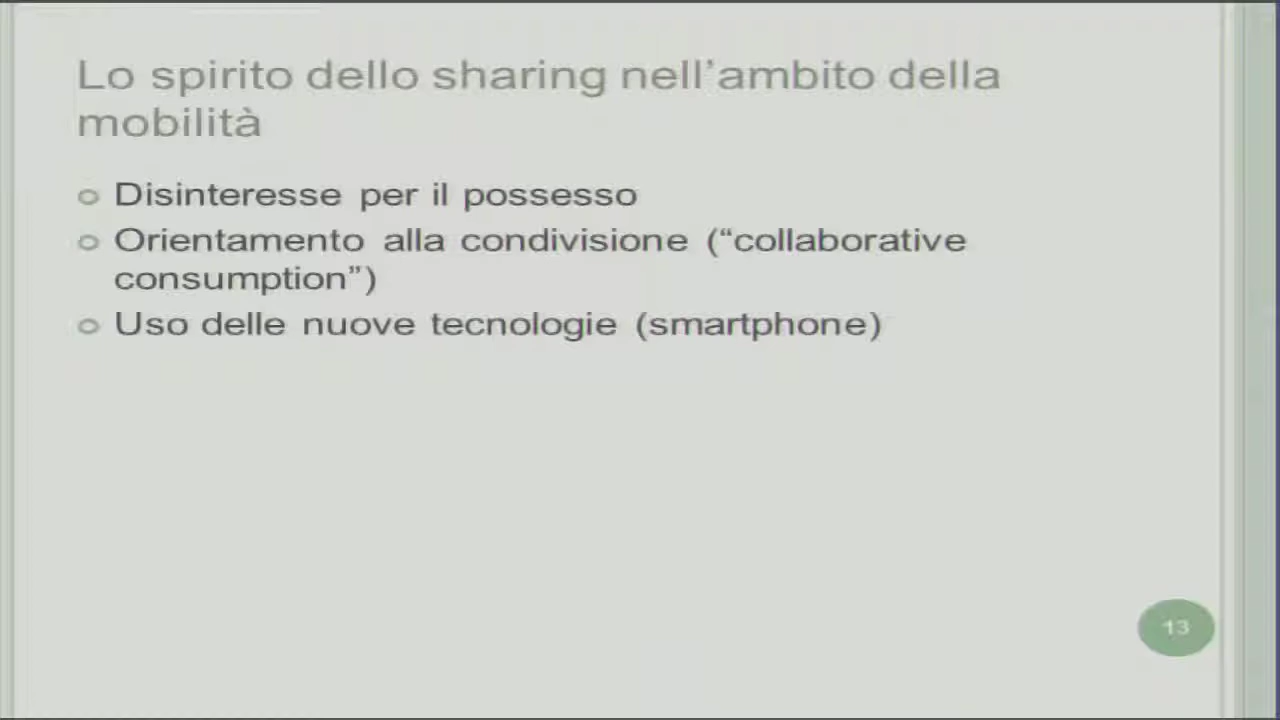 Lo spirito dello sharing nell’ambito della
mobilità
Disinteresse per il possesso
Orientamento alla condivisione (“collaborative
consumption”)
Uso delle nuove tecnologie (smartphone)
13